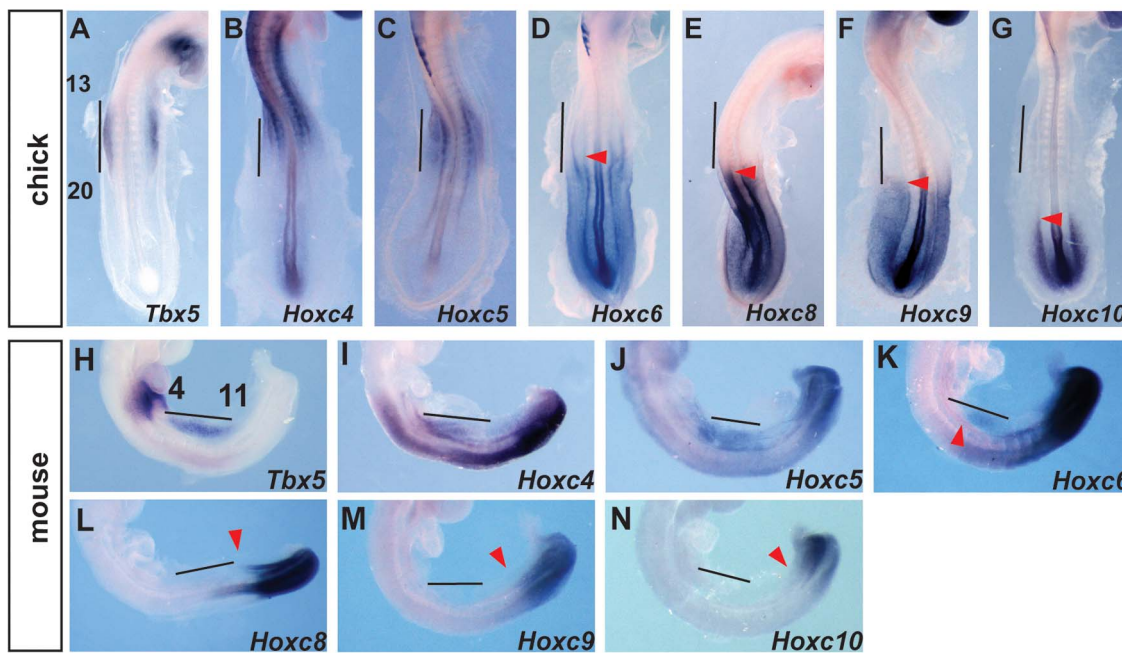 chick
A
B
C
D
E
F
G
13
20
Tbx5
Hoxc4
Hoxc5
Hoxc6
Hoxc8
Hoxc9
Hoxc10
mouse
H
I
J
K
4 11
Tbx5
Hoxc4
Hoxc5
Hoxc6
L
M
N
Hoxc8
Hoxc9
Hoxc10